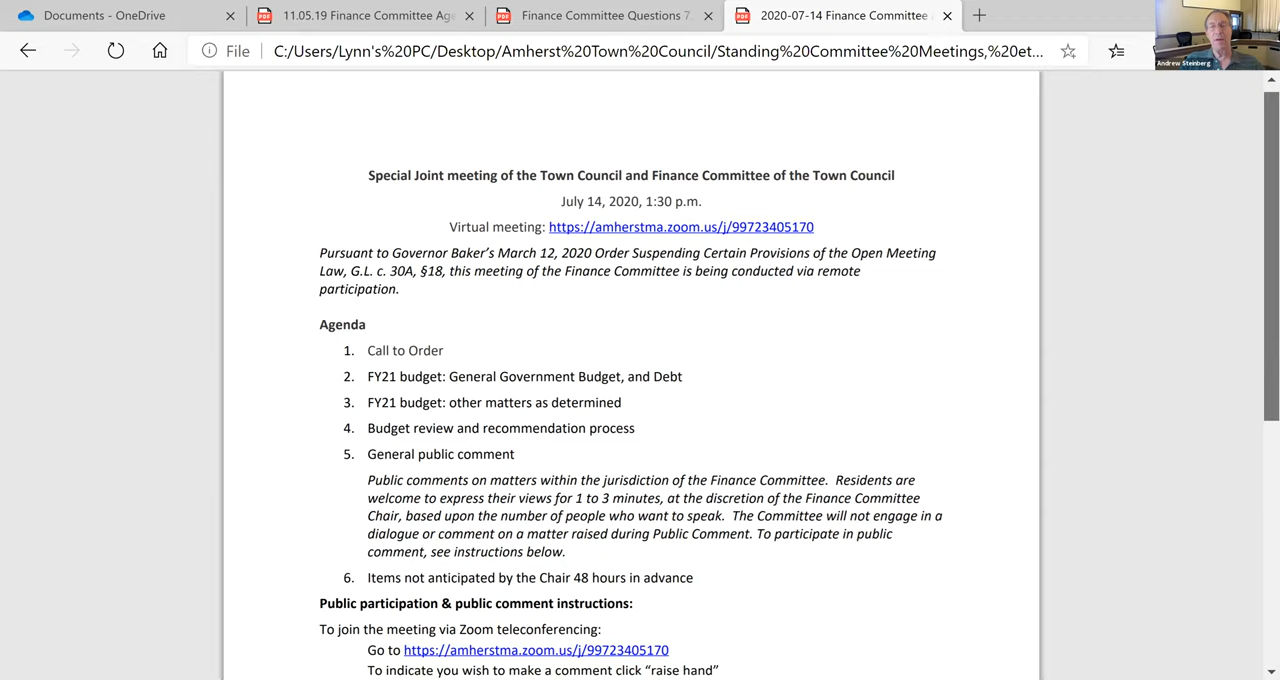 Documents - OneDrive
11.05.19 Finance Committee Age
Finance Committee Questions 7.
2020-07-14 Finance Committee
File
C:/Users/Lynn's%20PC/Desktop/Amherst%20Town%20Council/Standing%20Committee%20Meetings,%20et...
Andrew Steinberg
Special Joint meeting of the Town Council and Finance Committee of the Town Council
July 14, 2020, 1:30 p.m.
Virtual meeting: https://amherstma.zoom.us/j/99723405170
Pursuant to Governor Baker’s March 12, 2020 Order Suspending Certain Provisions of the Open Meeting
Law, G.L. c. 30A, §18, this meeting of the Finance Committee is being conducted via remote
participation.
Agenda
1. Call to Order
2. FY21 budget: General Government Budget, and Debt
3. FY21 budget: other matters as determined
4. Budget review and recommendation process
5. General public comment
Public comments on matters within the jurisdiction of the Finance Committee. Residents are
welcome to express their views for 1 to 3 minutes, at the discretion of the Finance Committee
Chair, based upon the number of people who want to speak. The Committee will not engage in a
dialogue or comment on a matter raised during Public Comment. To participate in public
comment, see instructions below.
6. Items not anticipated by the Chair 48 hours in advance
Public participation & public comment instructions:
To join the meeting via Zoom teleconferencing:
Go to https://amherstma.zoom.us/j/99723405170
To indicate you wish to make a comment click “raise hand”